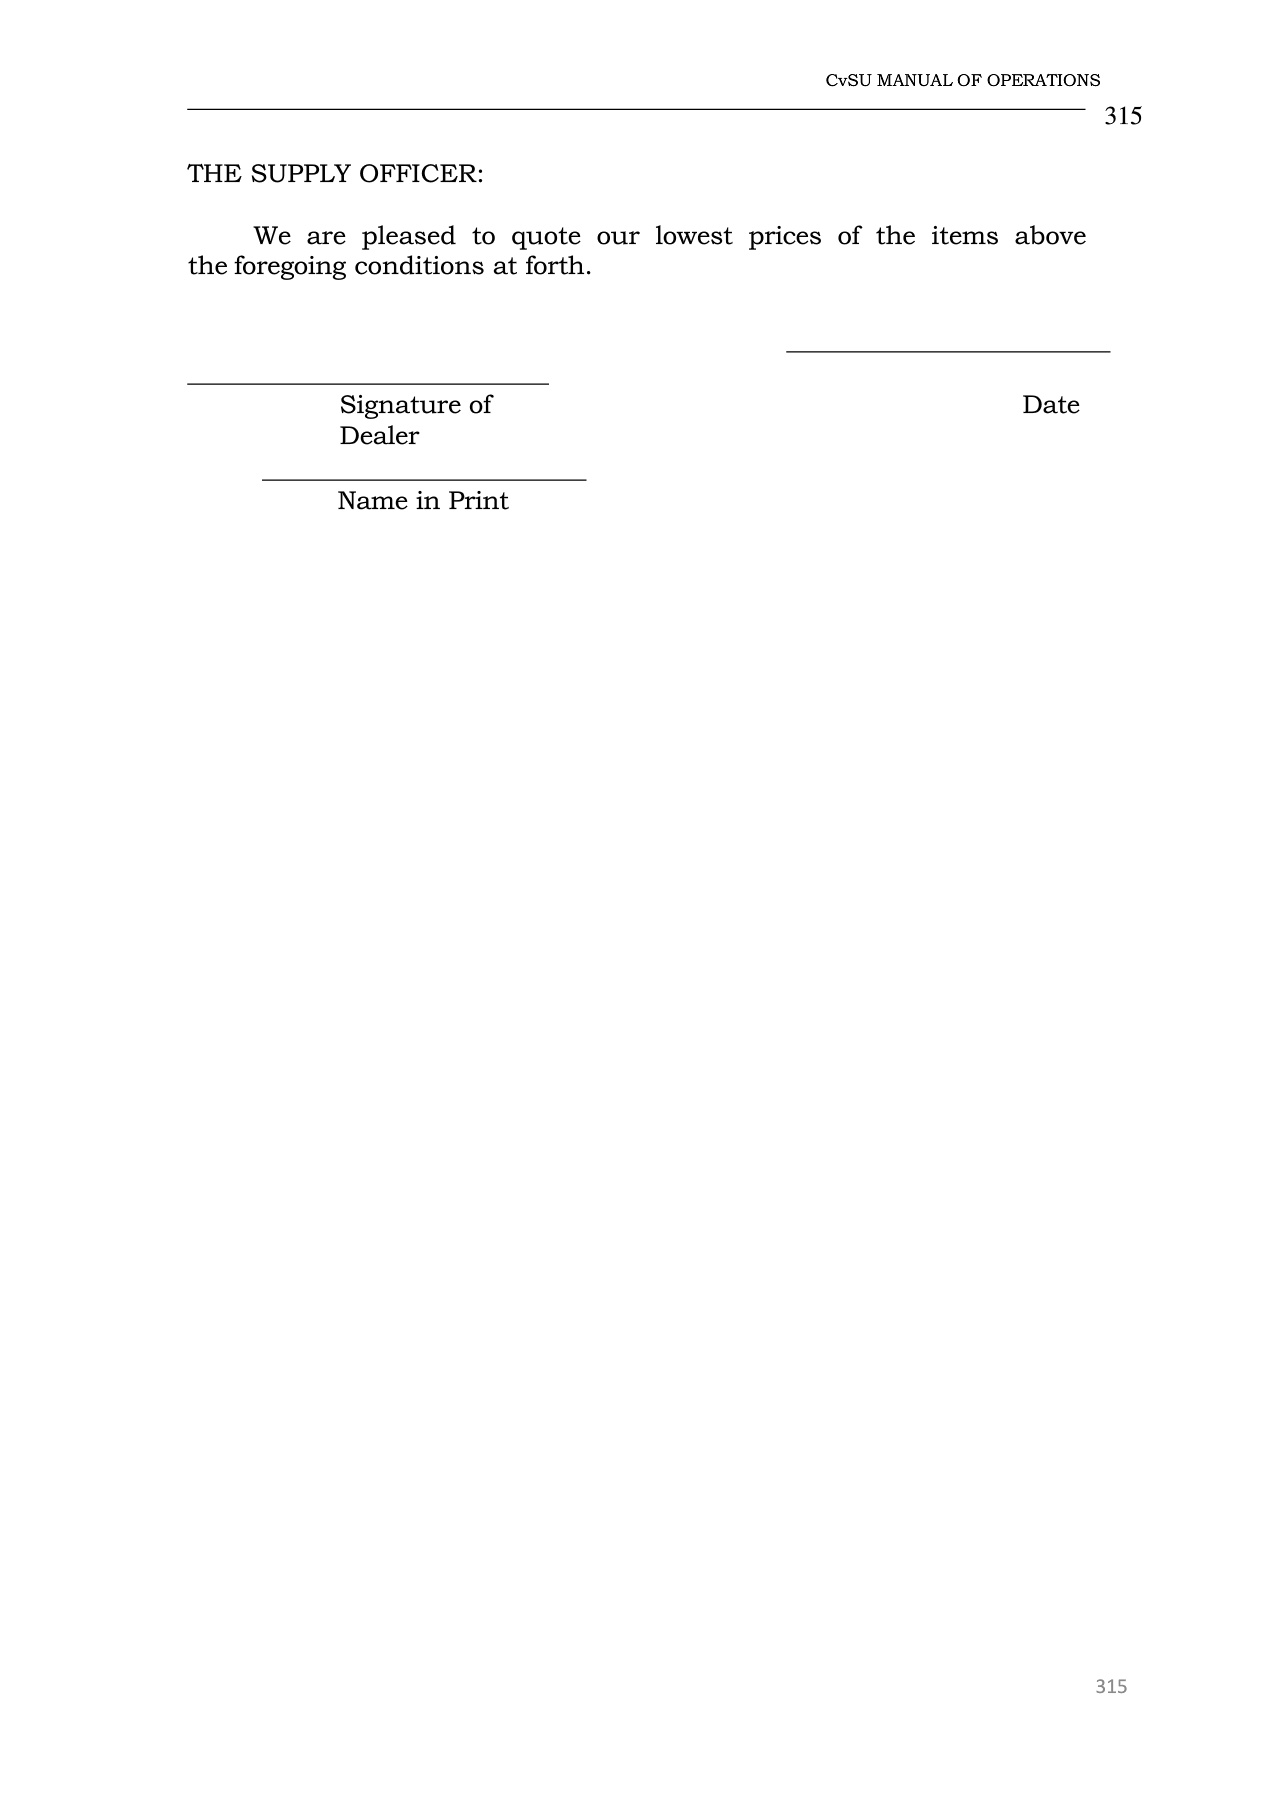 CvSU MANUAL OF OPERATIONS
315
THE SUPPLY OFFICER:
We are pleased to quote our lowest prices of the items above
the foregoing conditions at forth.
Signature of
Dealer
Date
Name in Print
315